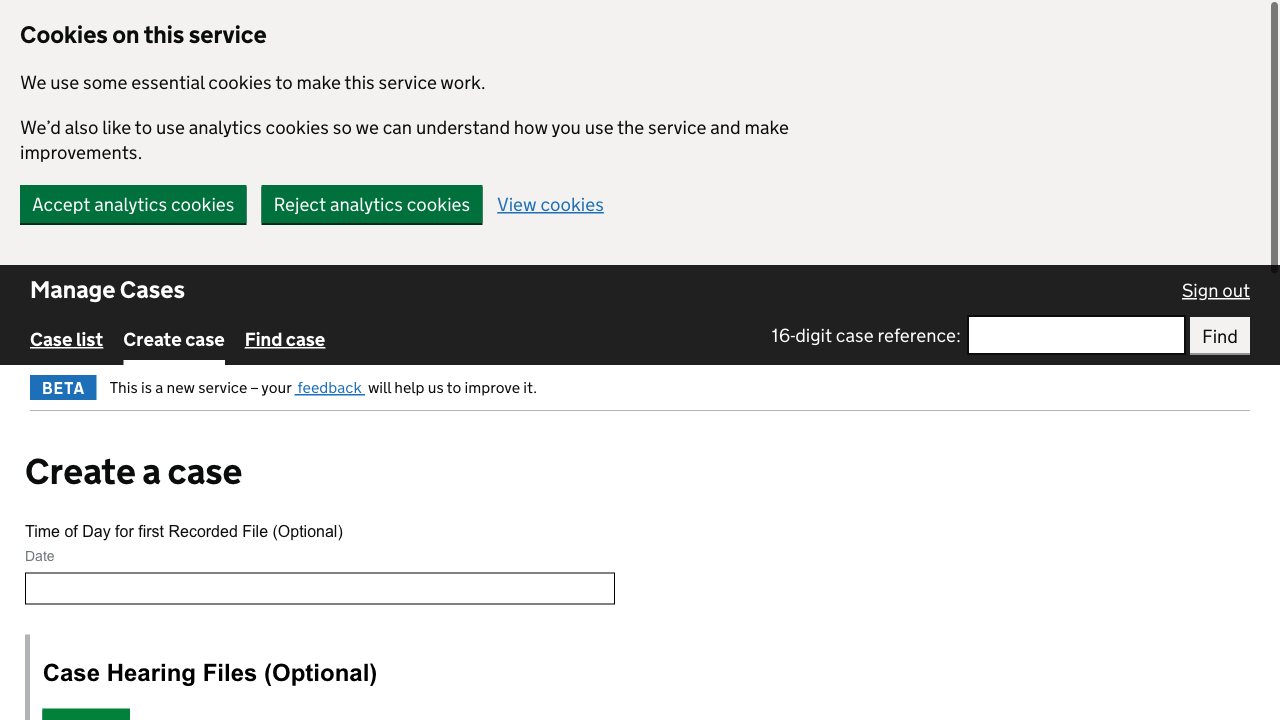 Cookies on this service
We use some essential cookies to make this service work.
We’d also like to use analytics cookies so we can understand how you use the service and make
improvements.
Accept analytics cookies Reject analytics cookies View cookies
Manage Cases Sign out
Case list Create case Find case 16-digit case reference: Find
BETA This is a new service – your feedback will help us to improve it.
Create a case
Time of Day for first Recorded File (Optional)
Date
Case Hearing Files (Optional)